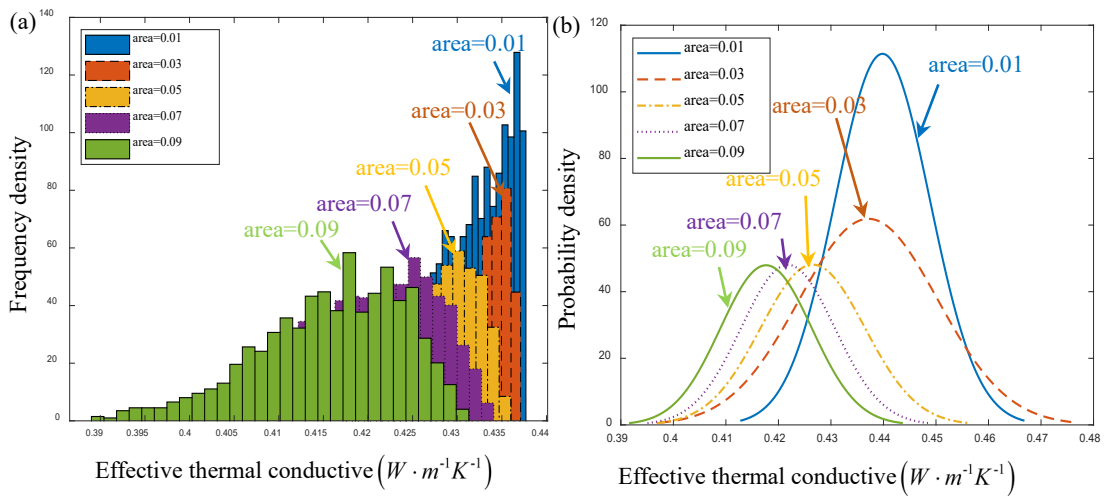 (a)
140
120
100
80
60
40
20
0
Frequency density
area=0.01
area=0.03
area=0.05
area=0.07
area=0.09
area=0.01
area=0.03
area=0.05
area=0.07
area=0.09
0.39 0.395 0.4 0.405 0.41 0.415 0.42 0.425 0.43 0.435 0.44
Effective thermal conductive (W · m⁻¹K⁻¹)
(b)
120
100
80
60
40
20
0
Probability density
area=0.01
area=0.03
area=0.05
area=0.07
area=0.09
area=0.01
area=0.03
area=0.05
area=0.07
area=0.09
0.39 0.4 0.41 0.42 0.43 0.44 0.45 0.46 0.47 0.48
Effective thermal conductive (W · m⁻¹K⁻¹)